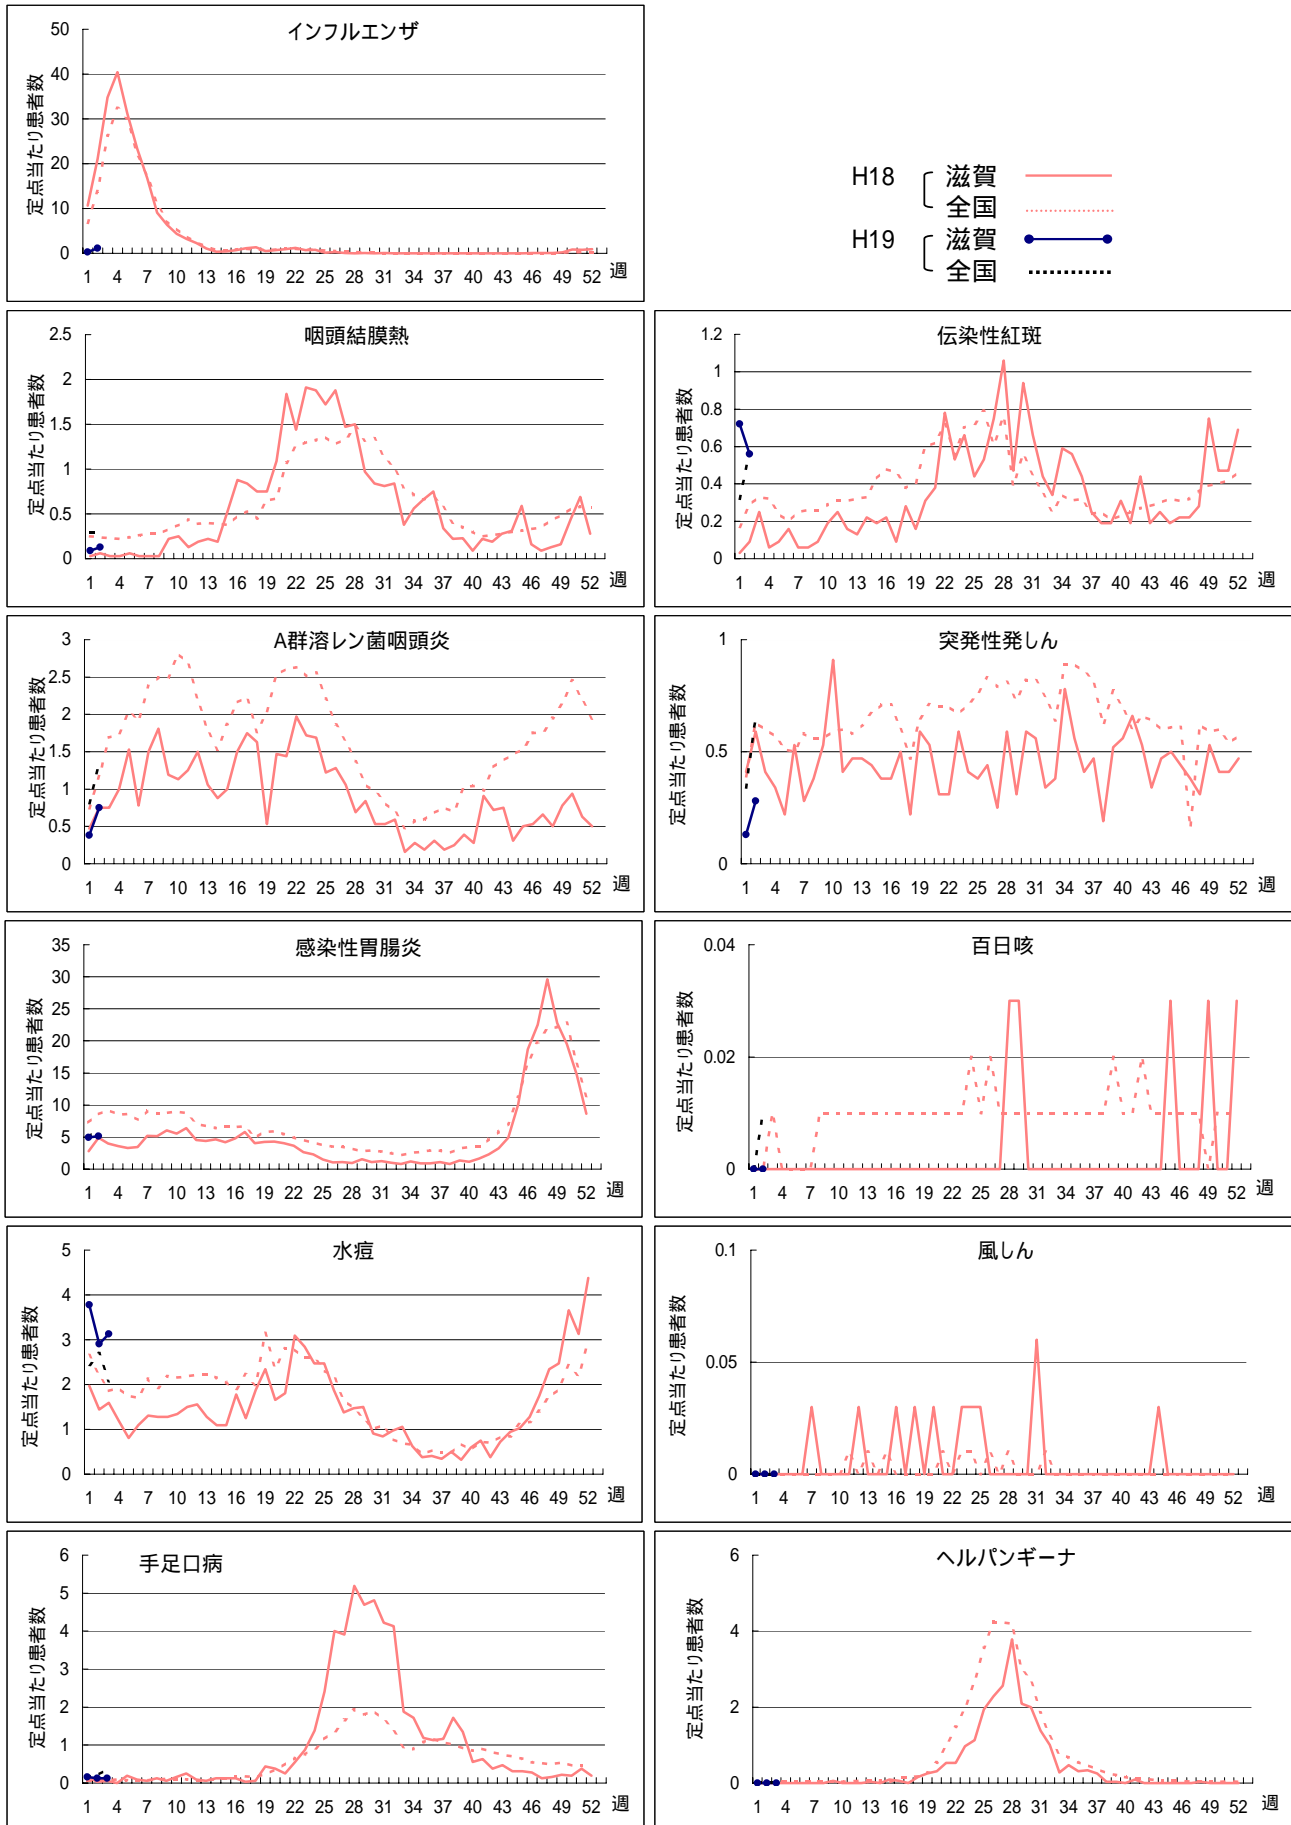 インフルエンザ
定点当たり患者数
50
40
30
20
10
0
1 4 7 10 13 16 19 22 25 28 31 34 37 40 43 46 49 52 週
H18 滋賀
全国
H19 滋賀
全国
咽頭結膜熱
定点当たり患者数
2.5
2
1.5
1
0.5
0
1 4 7 10 13 16 19 22 25 28 31 34 37 40 43 46 49 52 週
伝染性紅斑
定点当たり患者数
1.2
1
0.8
0.6
0.4
0.2
0
1 4 7 10 13 16 19 22 25 28 31 34 37 40 43 46 49 52 週
A群溶レン菌咽頭炎
定点当たり患者数
3
2.5
2
1.5
1
0.5
0
1 4 7 10 13 16 19 22 25 28 31 34 37 40 43 46 49 52 週
突発性発しん
定点当たり患者数
1
0.5
0
1 4 7 10 13 16 19 22 25 28 31 34 37 40 43 46 49 52 週
感染性胃腸炎
定点当たり患者数
35
30
25
20
15
10
5
0
1 4 7 10 13 16 19 22 25 28 31 34 37 40 43 46 49 52 週
百日咳
定点当たり患者数
0.04
0.02
0
1 4 7 10 13 16 19 22 25 28 31 34 37 40 43 46 49 52 週
水痘
定点当たり患者数
5
4
3
2
1
0
1 4 7 10 13 16 19 22 25 28 31 34 37 40 43 46 49 52 週
風しん
定点当たり患者数
0.1
0.05
0
1 4 7 10 13 16 19 22 25 28 31 34 37 40 43 46 49 52 週
手足口病
定点当たり患者数
6
5
4
3
2
1
0
1 4 7 10 13 16 19 22 25 28 31 34 37 40 43 46 49 52 週
ヘルパンギーナ
定点当たり患者数
6
4
2
0
1 4 7 10 13 16 19 22 25 28 31 34 37 40 43 46 49 52 週